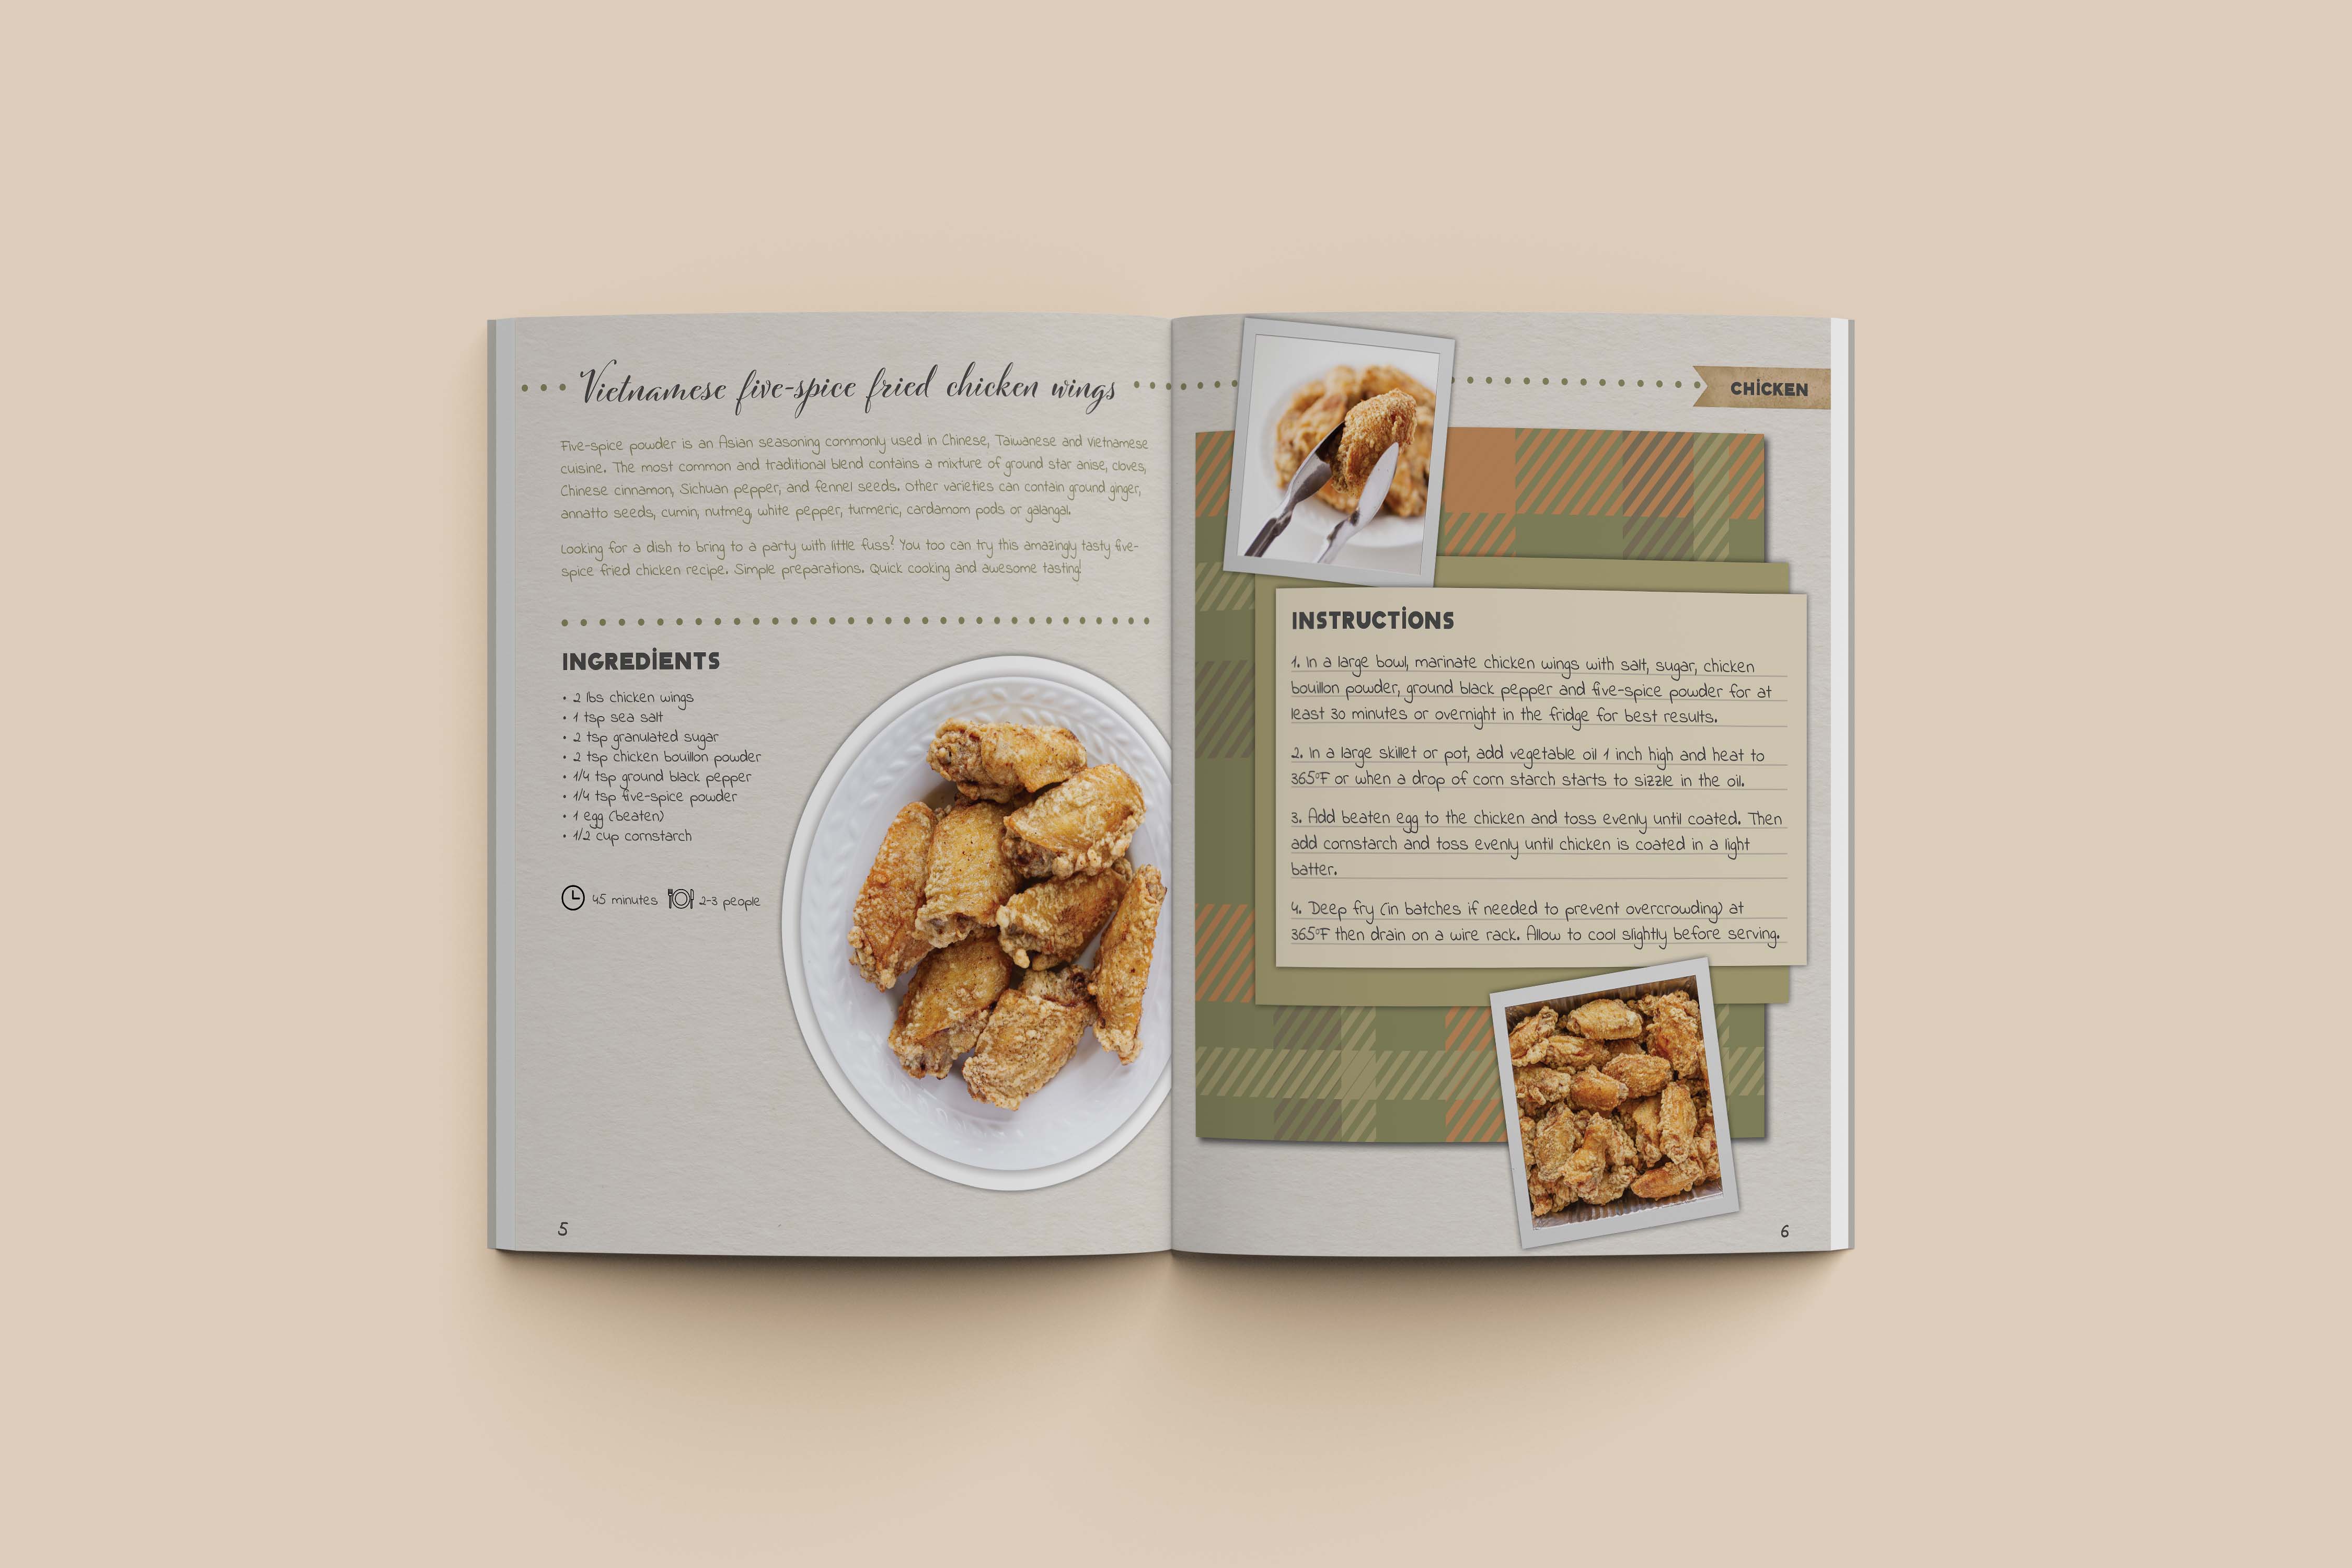 Vietnamese five-spice fried chicken wings
Five-spice powder is an Asian seasoning commonly used in Chinese, Taiwanese and Vietnamese
cuisine. The most common and traditional blend contains a mixture of ground star anise, cloves,
Chinese cinnamon, Sichuan pepper, and fennel seeds. Other varieties can contain ground ginger,
annatto seeds, cumin, nutmeg, white pepper, turmeric, cardamom pods or galangal.
Looking for a dish to bring to a party with little fuss? You too can try this amazingly tasty five-
spice fried chicken recipe. Simple preparations. Quick cooking and awesome tasting!
INGREDIENTS
• 2 lbs chicken wings
• 1 tsp sea salt
• 2 tsp granulated sugar
• 2 tsp chicken bouillon powder
• 1/4 tsp ground black pepper
• 1/4 tsp five-spice powder
• 1 egg (beaten)
• 1/2 cup cornstarch
45 minutes 2-3 people
5
CHICKEN
INSTRUCTIONS
1. In a large bowl, marinate chicken wings with salt, sugar, chicken
bouillon powder, ground black pepper and five-spice powder for at
least 30 minutes or overnight in the fridge for best results.
2. In a large skillet or pot, add vegetable oil 1 inch high and heat to
365°F or when a drop of corn starch starts to sizzle in the oil.
3. Add beaten egg to the chicken and toss evenly until coated. Then
add cornstarch and toss evenly until chicken is coated in a light
batter.
4. Deep fry (in batches if needed to prevent overcrowding) at
365°F then drain on a wire rack. Allow to cool slightly before serving.
6